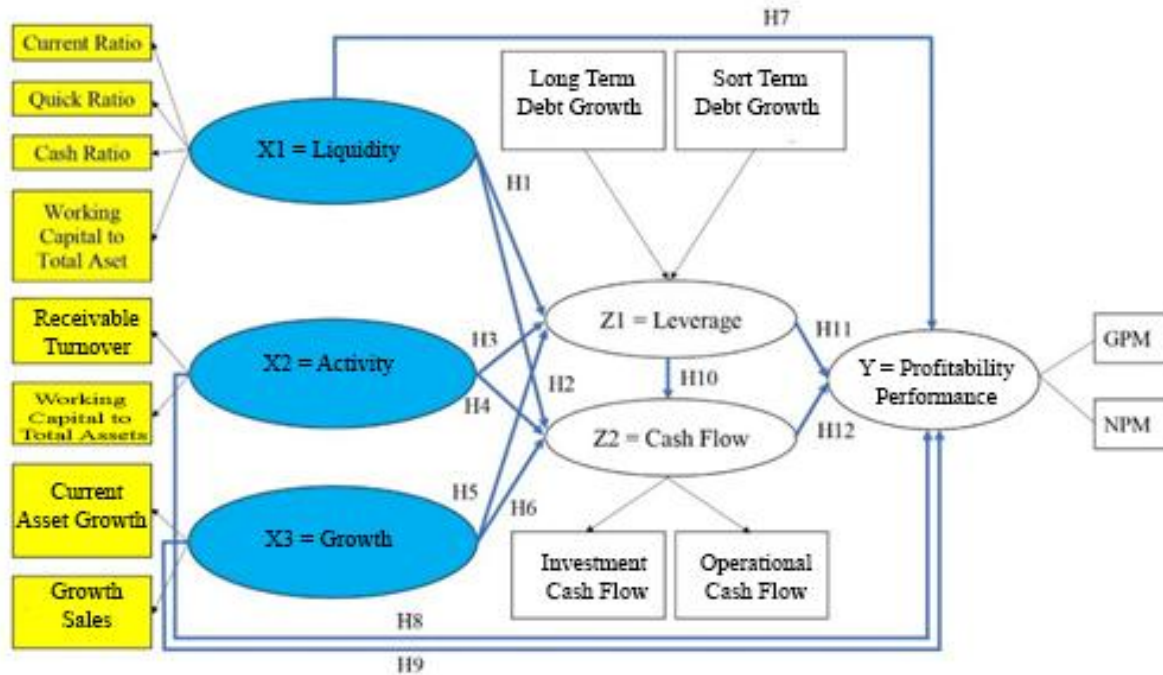 H7
Current Ratio
Quick Ratio
Cash Ratio
Working
Capital to
Total Aset
Receivable
Turnover
Working
Capital to
Total Assets
Current
Asset Growth
Growth
Sales
X1 = Liquidity
X2 = Activity
X3 = Growth
Long Term
Debt Growth
Sort Term
Debt Growth
H1
H3
H2
H4
H5
H6
Z1 = Leverage
H10
Z2 = Cash Flow
H11
H12
Investment
Cash Flow
Operational
Cash Flow
Y = Profitability
Performance
GPM
NPM
H8
H9